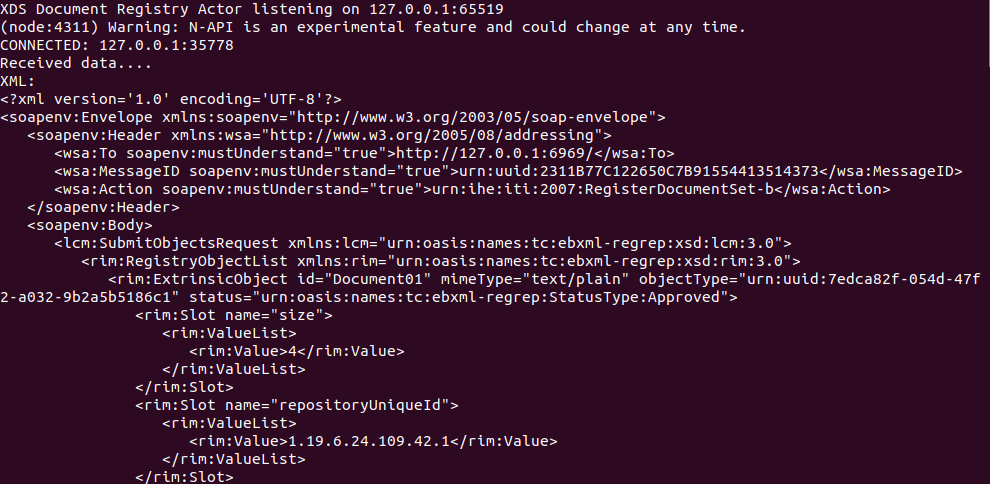 XDS Document Registry Actor listening on 127.0.0.1:65519
(node:4311) Warning: N-API is an experimental feature and could change at any time.
CONNECTED: 127.0.0.1:35778
Received data....
XML:
<?xml version='1.0' encoding='UTF-8'?>
<soapenv:Envelope xmlns:soapenv="http://www.w3.org/2003/05/soap-envelope">
   <soapenv:Header xmlns:wsa="http://www.w3.org/2005/08/addressing">
      <wsa:To soapenv:mustUnderstand="true">http://127.0.0.1:6969/</wsa:To>
      <wsa:MessageID soapenv:mustUnderstand="true">urn:uuid:2311B77C122650C7B91554413514373</wsa:MessageID>
      <wsa:Action soapenv:mustUnderstand="true">urn:ihe:iti:2007:RegisterDocumentSet-b</wsa:Action>
   </soapenv:Header>
   <soapenv:Body>
      <lcm:SubmitObjectsRequest xmlns:lcm="urn:oasis:names:tc:ebxml-regrep:xsd:lcm:3.0">
         <rim:RegistryObjectList xmlns:rim="urn:oasis:names:tc:ebxml-regrep:xsd:rim:3.0">
            <rim:ExtrinsicObject id="Document01" mimeType="text/plain" objectType="urn:uuid:7edca82f-054d-47f
2-a032-9b2a5b5186c1" status="urn:oasis:names:tc:ebxml-regrep:StatusType:Approved">
               <rim:Slot name="size">
                  <rim:ValueList>
                     <rim:Value>4</rim:Value>
                  </rim:ValueList>
               </rim:Slot>
               <rim:Slot name="repositoryUniqueId">
                  <rim:ValueList>
                     <rim:Value>1.19.6.24.109.42.1</rim:Value>
                  </rim:ValueList>
               </rim:Slot>